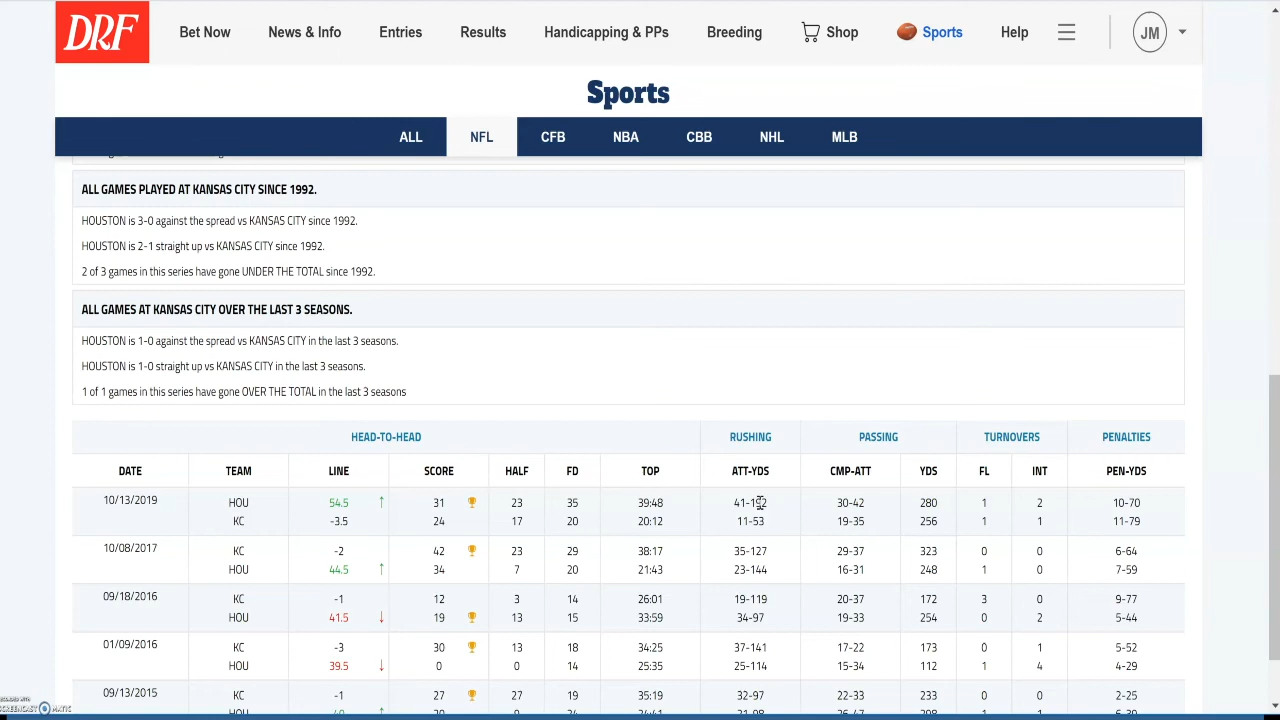 DRF
Bet Now News & Info Entries Results Handicapping & PPs Breeding Shop Sports Help JM
Sports
ALL NFL CFB NBA CBB NHL MLB
ALL GAMES PLAYED AT KANSAS CITY SINCE 1992.
HOUSTON is 3-0 against the spread vs KANSAS CITY since 1992.
HOUSTON is 2-1 straight up vs KANSAS CITY since 1992.
2 of 3 games in this series have gone UNDER THE TOTAL since 1992.
ALL GAMES AT KANSAS CITY OVER THE LAST 3 SEASONS.
HOUSTON is 1-0 against the spread vs KANSAS CITY in the last 3 seasons.
HOUSTON is 1-0 straight up vs KANSAS CITY in the last 3 seasons.
1 of 1 games in this series have gone OVER THE TOTAL in the last 3 seasons
HEAD-TO-HEAD RUSHING PASSING TURNOVERS PENALTIES
DATE TEAM LINE SCORE HALF FD TOP ATT-YDS CMP-ATT YDS FL INT PEN-YDS
10/13/2019 HOU 54.5 ↑ 31 23 35 39:48 30-42 280 1 2 10-70
KC -3.5 24 17 20 20:12 11-53 19-35 256 1 1 11-79
10/08/2017 KC -2 42 23 29 38:17 35-127 29-37 323 0 0 6-64
HOU 44.5 ↑ 34 7 20 21:43 23-144 16-31 248 1 0 7-59
09/18/2016 KC -1 12 3 14 26:01 19-119 20-37 172 3 0 9-77
HOU 41.5 ↓ 19 13 15 33:59 34-97 19-33 254 0 2 5-44
01/09/2016 KC -3 30 13 18 34:25 37-141 17-22 173 0 1 5-52
HOU 39.5 ↓ 0 0 14 25:35 25-114 15-34 112 1 4 4-29
09/13/2015 KC -1 27 27 19 35:19 32-97 22-33 233 0 0 2-25
HOU
SCREENCAST MATIC